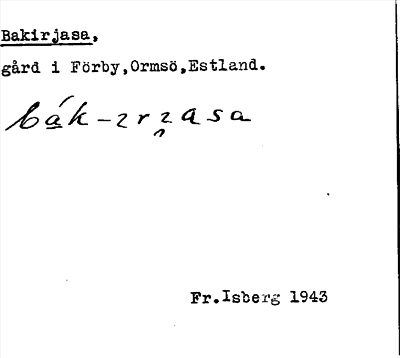 Bakirjasa,
gård i Förby,Ormsö,Estland.
Fr.Isberg 1943